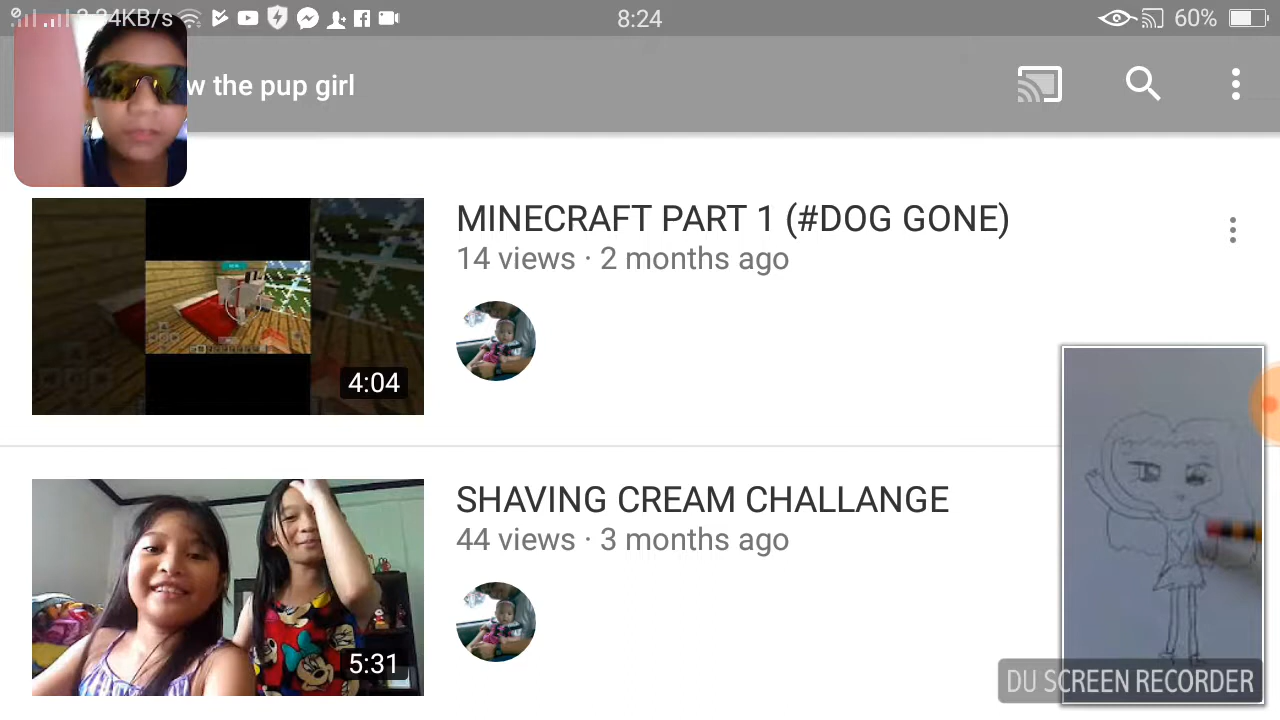 8:24
60%
w the pup girl
MINECRAFT PART 1 (#DOG GONE)
14 views · 2 months ago
4:04
SHAVING CREAM CHALLANGE
44 views · 3 months ago
5:31
DU SCREEN RECORDER